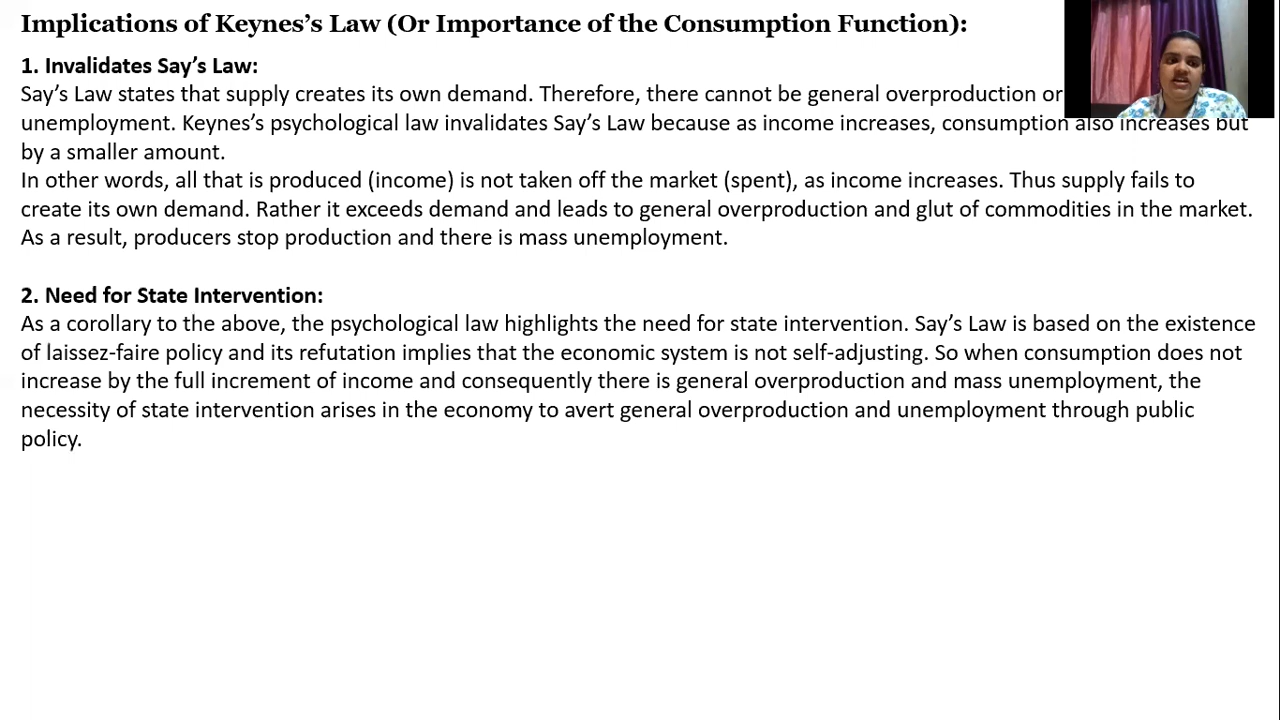 Implications of Keynes’s Law (Or Importance of the Consumption Function):
1. Invalidates Say’s Law:
Say’s Law states that supply creates its own demand. Therefore, there cannot be general overproduction or
unemployment. Keynes’s psychological law invalidates Say’s Law because as income increases, consumption also increases but
by a smaller amount.
In other words, all that is produced (income) is not taken off the market (spent), as income increases. Thus supply fails to
create its own demand. Rather it exceeds demand and leads to general overproduction and glut of commodities in the market.
As a result, producers stop production and there is mass unemployment.
2. Need for State Intervention:
As a corollary to the above, the psychological law highlights the need for state intervention. Say’s Law is based on the existence
of laissez-faire policy and its refutation implies that the economic system is not self-adjusting. So when consumption does not
increase by the full increment of income and consequently there is general overproduction and mass unemployment, the
necessity of state intervention arises in the economy to avert general overproduction and unemployment through public
policy.